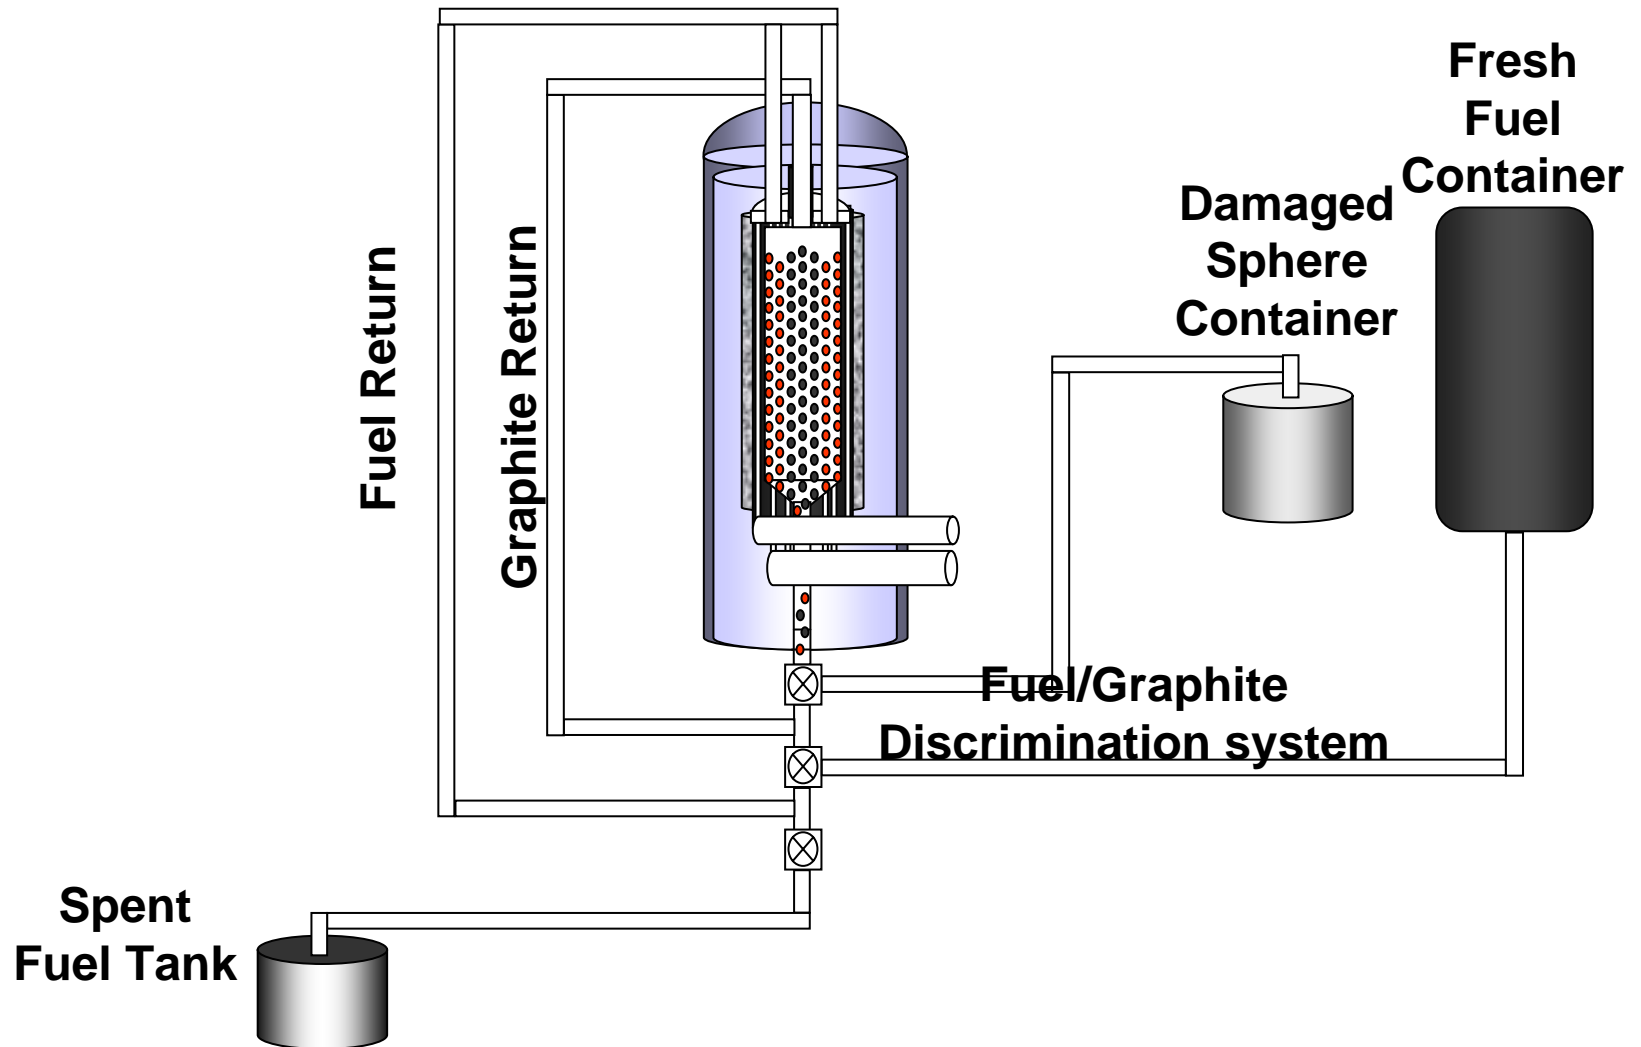 Fresh
Fuel
Container
Damaged
Sphere
Container
Fuel Return
Graphite Return
Fuel/Graphite
Discrimination system
Spent
Fuel Tank